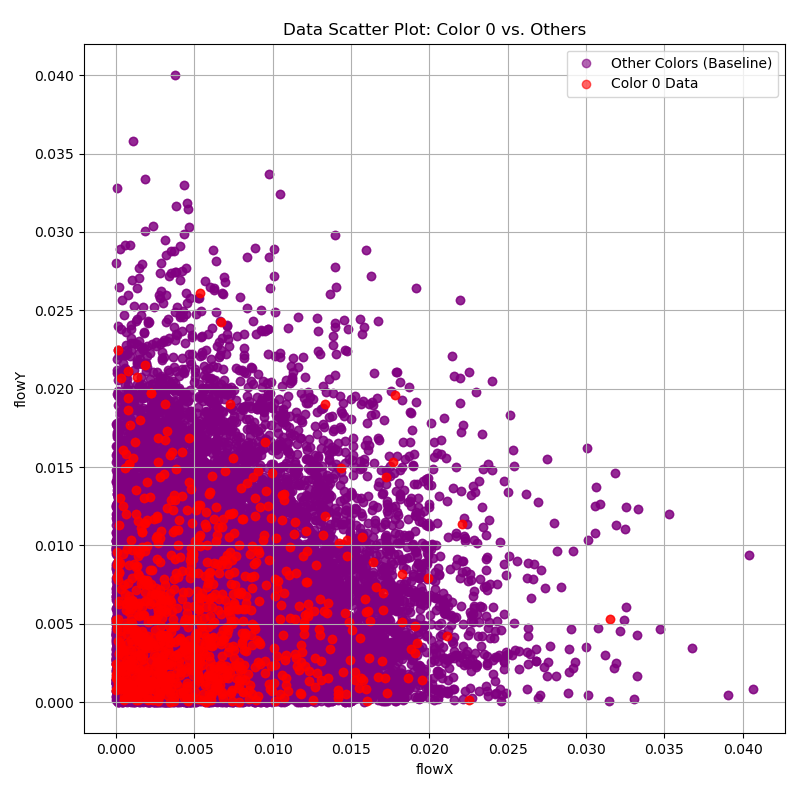 Data Scatter Plot: Color 0 vs. Others
Other Colors (Baseline)
Color 0 Data
0.040
0.035
0.030
0.025
0.020
0.015
0.010
0.005
0.000
flowY
0.000 0.005 0.010 0.015 0.020 0.025 0.030 0.035 0.040
flowX